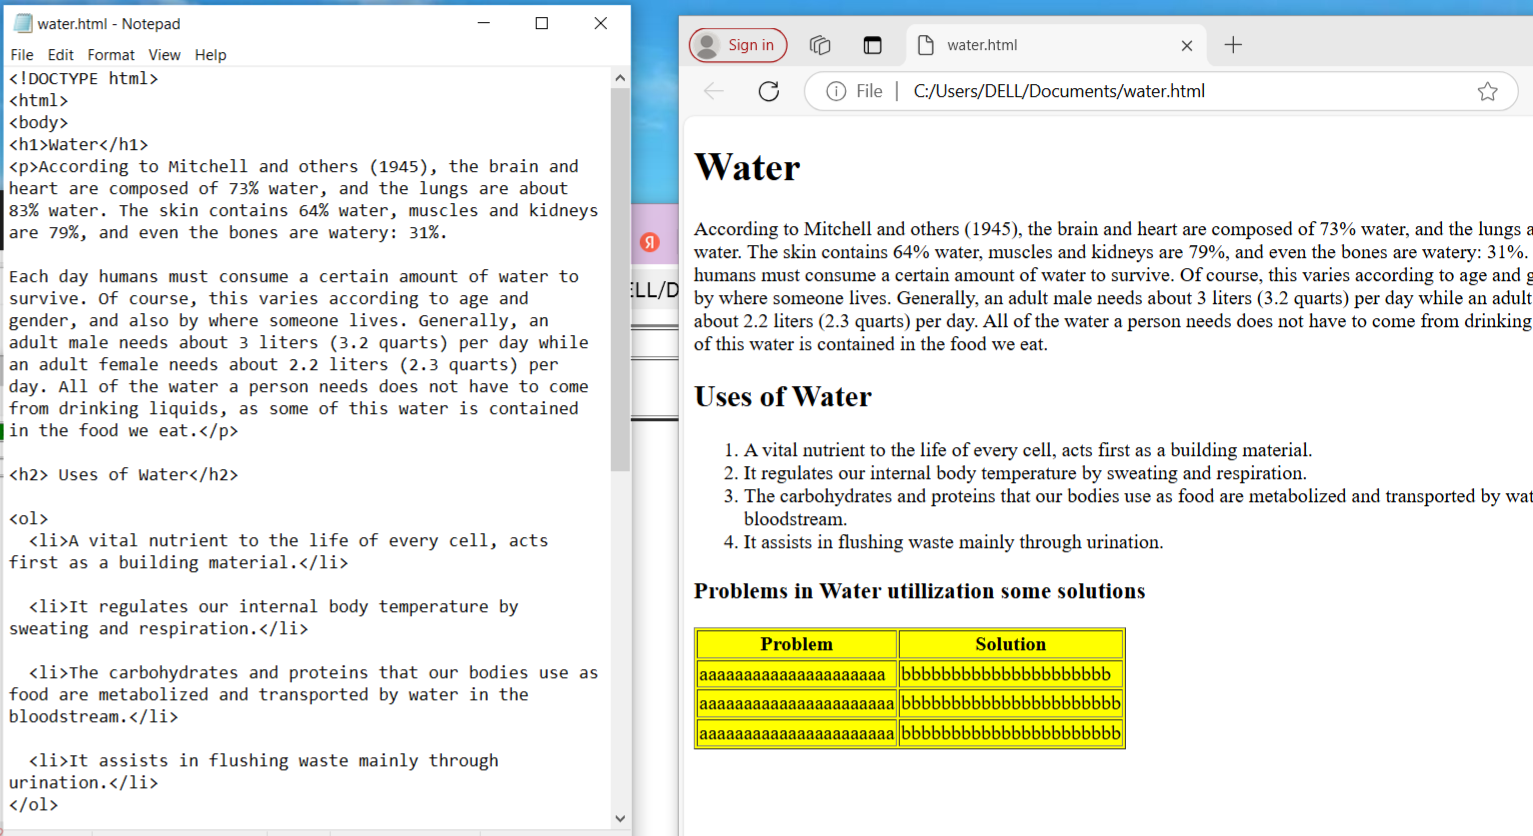 water.html - Notepad
File Edit Format View Help
<!DOCTYPE html>
<html>
<body>
<h1>Water</h1>
<p>According to Mitchell and others (1945), the brain and
heart are composed of 73% water, and the lungs are about
83% water. The skin contains 64% water, muscles and kidneys
are 79%, and even the bones are watery: 31%.
Each day humans must consume a certain amount of water to
survive. Of course, this varies according to age and
gender, and also by where someone lives. Generally, an
adult male needs about 3 liters (3.2 quarts) per day while
an adult female needs about 2.2 liters (2.3 quarts) per
day. All of the water a person needs does not have to come
from drinking liquids, as some of this water is contained
in the food we eat.</p>
<h2> Uses of Water</h2>
<ol>
<li>A vital nutrient to the life of every cell, acts
first as a building material.</li>
<li>It regulates our internal body temperature by
sweating and respiration.</li>
<li>The carbohydrates and proteins that our bodies use as
food are metabolized and transported by water in the
bloodstream.</li>
<li>It assists in flushing waste mainly through
urination.</li>
</ol>
Я
ELL/D
Sign in
water.html
File | C:/Users/DELL/Documents/water.html
Water
According to Mitchell and others (1945), the brain and heart are composed of 73% water, and the lungs a
water. The skin contains 64% water, muscles and kidneys are 79%, and even the bones are watery: 31%.
humans must consume a certain amount of water to survive. Of course, this varies according to age and g
by where someone lives. Generally, an adult male needs about 3 liters (3.2 quarts) per day while an adult
about 2.2 liters (2.3 quarts) per day. All of the water a person needs does not have to come from drinking
of this water is contained in the food we eat.
Uses of Water
1. A vital nutrient to the life of every cell, acts first as a building material.
2. It regulates our internal body temperature by sweating and respiration.
3. The carbohydrates and proteins that our bodies use as food are metabolized and transported by wat
bloodstream.
4. It assists in flushing waste mainly through urination.
Problems in Water utillization some solutions
Problem Solution
aaaaaaaaaaaaaaaaaaaaa bbbbbbbbbbbbbbbbbbbbb
aaaaaaaaaaaaaaaaaaaaaa bbbbbbbbbbbbbbbbbbbbbb
aaaaaaaaaaaaaaaaaaaaaa bbbbbbbbbbbbbbbbbbbbbb